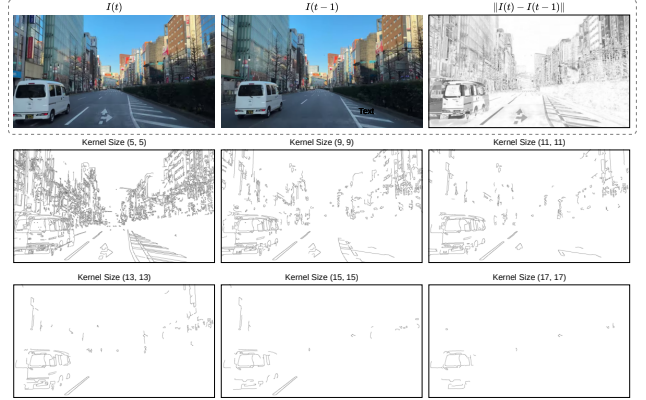 I(t)
I(t − 1)
‖I(t) − I(t − 1)‖
Text
Kernel Size (5, 5)
Kernel Size (9, 9)
Kernel Size (11, 11)
Kernel Size (13, 13)
Kernel Size (15, 15)
Kernel Size (17, 17)